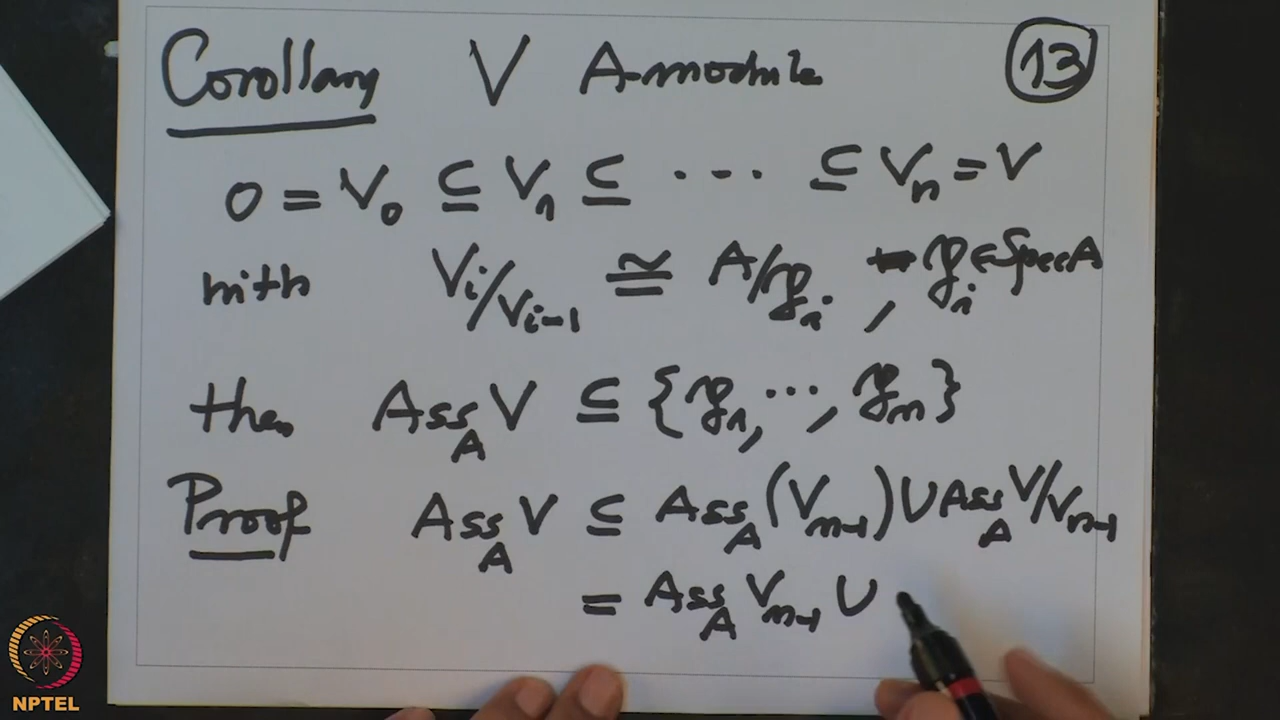 Corollary V A-module 13
0 = V₀ ⊆ V₁ ⊆ ··· ⊆ Vₙ = V
with Vᵢ/Vᵢ₋₁ ≅ A/𝔭ᵢ, 𝔭ᵢ ∈ Spec A
then Ass_A V ⊆ {𝔭₁, ···, 𝔭ₙ}
Proof Ass_A V ⊆ Ass_A (Vₙ₋₁) ∪ Ass_A V/Vₙ₋₁
= Ass_A Vₙ₋₁ ∪
NPTEL